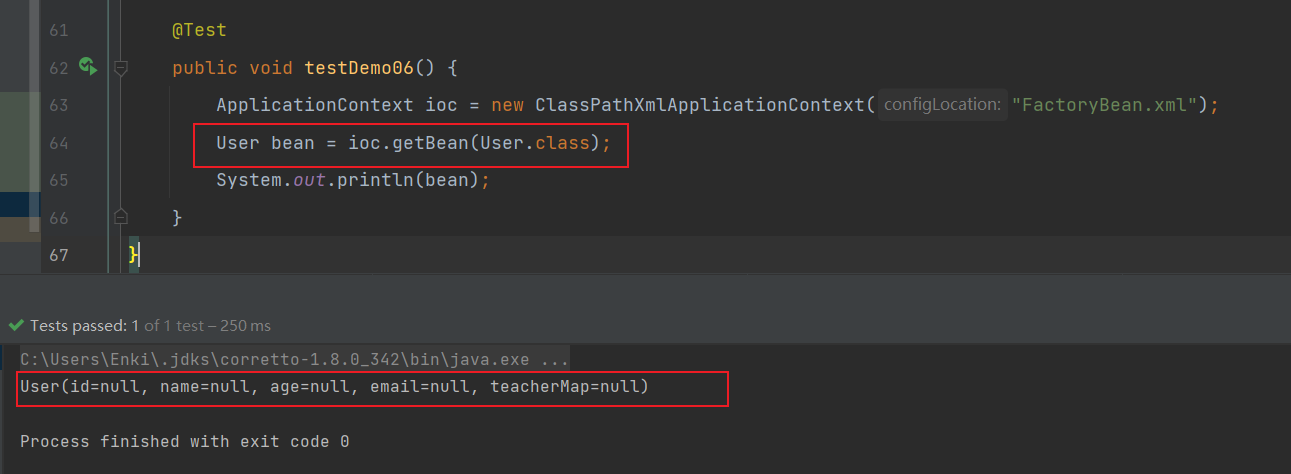 61 @Test
62 public void testDemo06() {
63 ApplicationContext ioc = new ClassPathXmlApplicationContext( configLocation: "FactoryBean.xml");
64 User bean = ioc.getBean(User.class);
65 System.out.println(bean);
66 }
67 }
Tests passed: 1 of 1 test – 250 ms
C:\Users\Enki\.jdks\corretto-1.8.0_342\bin\java.exe ...
User(id=null, name=null, age=null, email=null, teacherMap=null)
Process finished with exit code 0